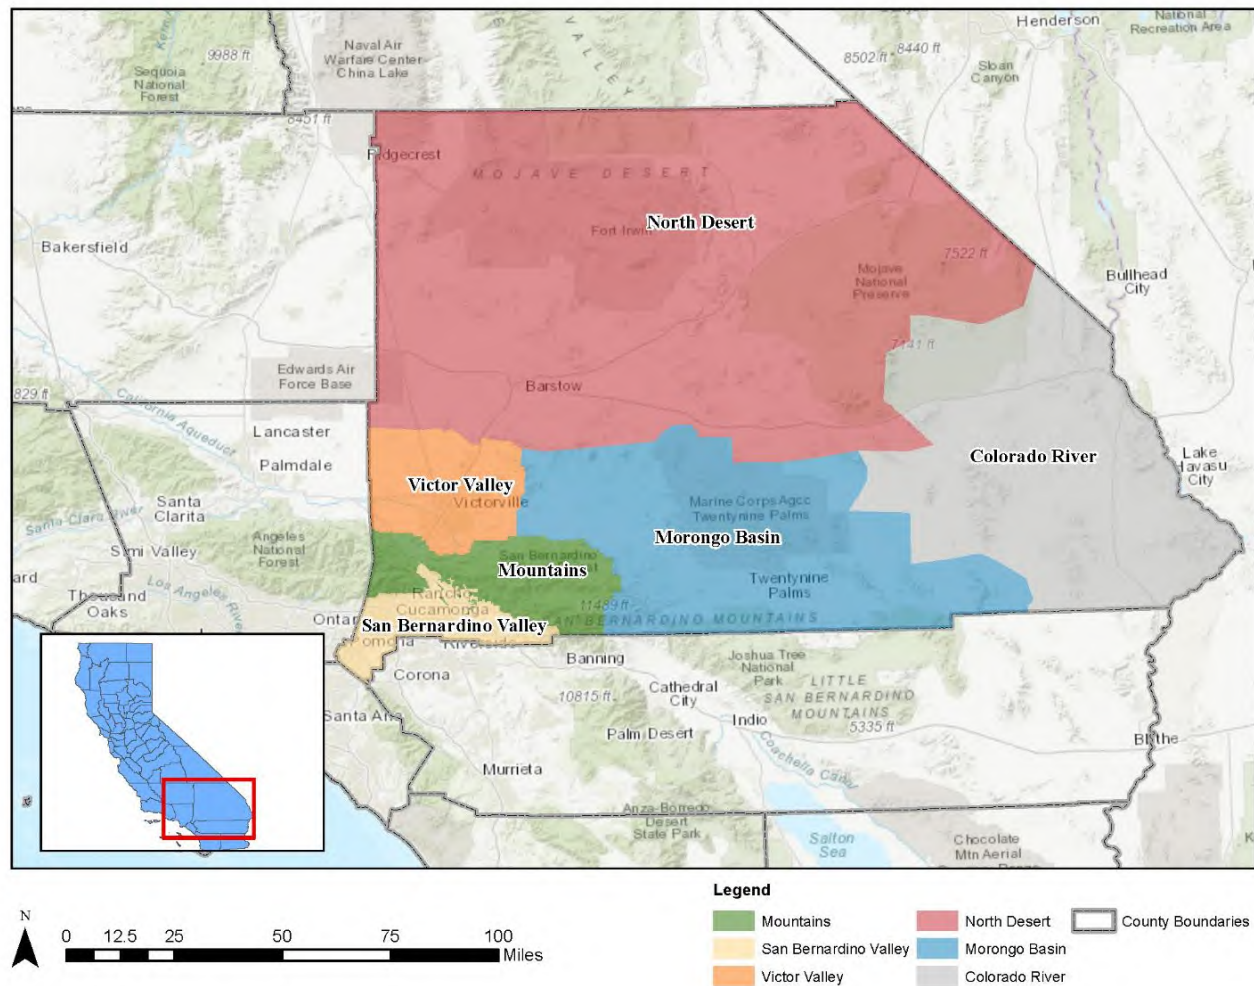 Henderson
National
Recreation Area
9988 ft
Naval Air
Warfare Center
China Lake
VALLEY
8502 ft
8440 ft
Sloan
Canyon
Sequoia
National
Forest
8451 ft
Ridgecrest
MOJAVE DESERT
North Desert
Fort Irwin
Bakersfield
7522 ft
Mojave
National
Preserve
Bullhead
City
7141 ft
Edwards Air
Force Base
Barstow
829 ft
California Aqueduct
Lancaster
Palmdale
Colorado River
Lake
Havasu
City
Victor Valley
Victorville
Santa
Clarita
Santa Clara River
Marine Corps Agcc
Twentynine Palms
Morongo Basin
Simi Valley
Angeles
National
Forest
San Bernardino
Mountains
Twentynine
Palms
Thousand
Oaks
Los Angeles River
Rancho
Cucamonga
11489 ft
SAN BERNARDINO MOUNTAINS
San Bernardino Valley
Pomona
Riverside
Banning
Joshua Tree
National
Park
Corona
Cathedral
City
LITTLE
SAN BERNARDINO
MOUNTAINS
10815 ft
Santa Ana
Indio
5335 ft
Palm Desert
Blythe
Coachella Canal
Murrieta
Anza-Borrego
Desert
State Park
Salton
Sea
Chocolate
Mtn Aerial
N
0 12.5 25 50 75 100
Miles
Legend
Mountains
San Bernardino Valley
Victor Valley
North Desert
Morongo Basin
Colorado River
County Boundaries